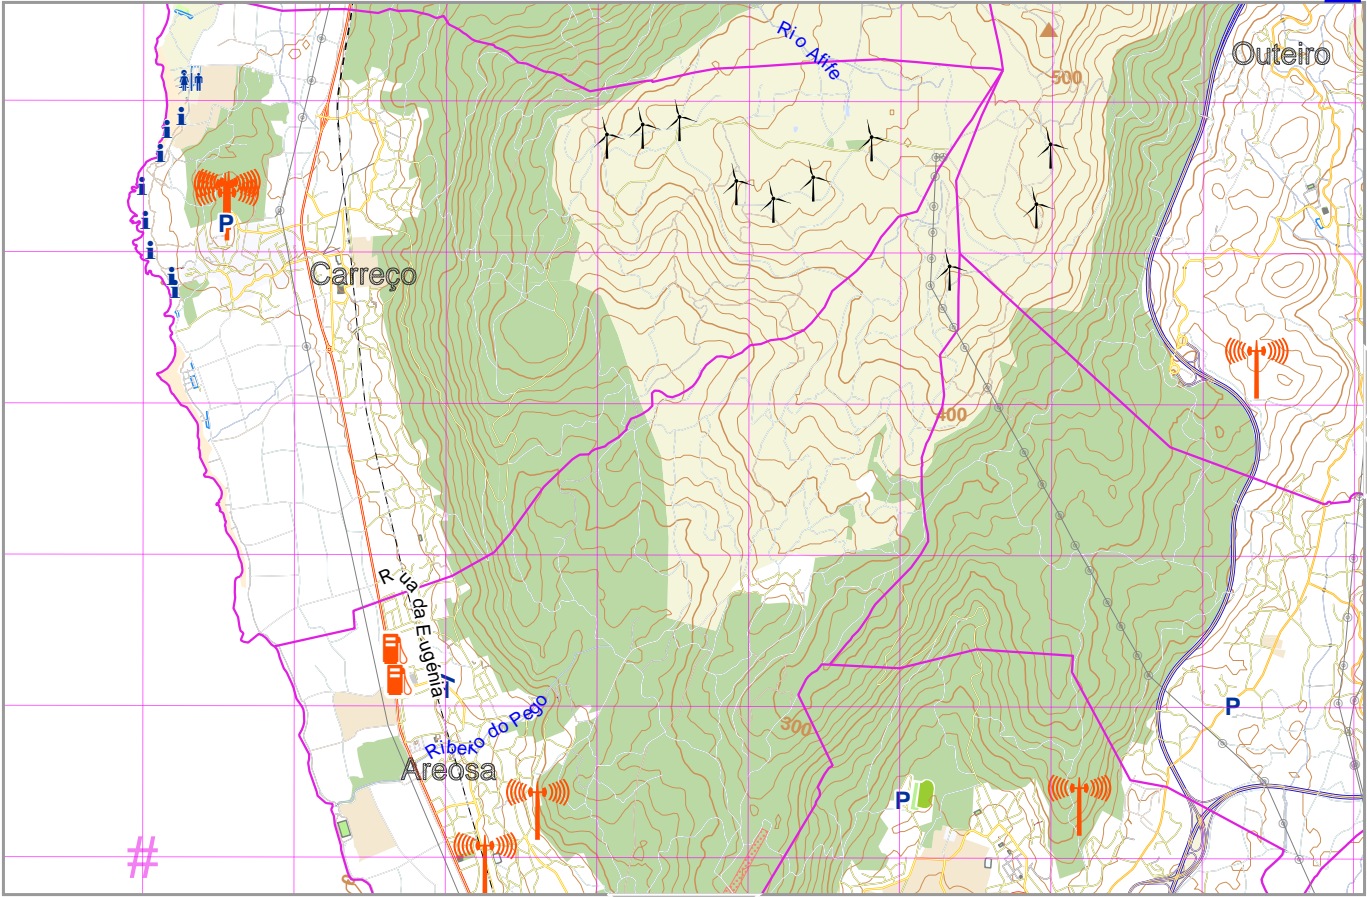 Rio Afife
Outeiro
500
i
i
i
i
P
i
i
Carreço
i
i
400
Rua da Eugénia
P
Ribeiro do Pego
300
Areosa
P
#